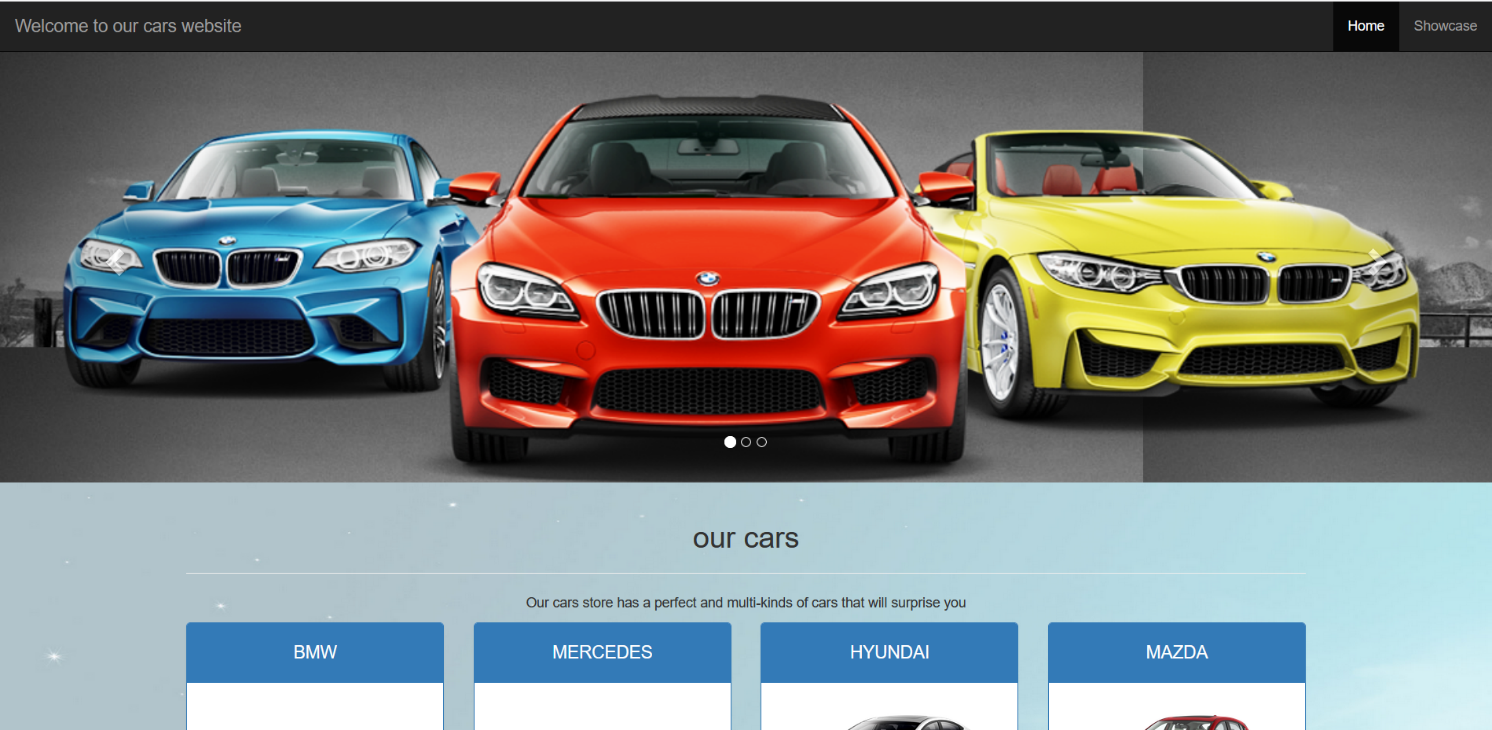 Welcome to our cars website
Home
Showcase
our cars
Our cars store has a perfect and multi-kinds of cars that will surprise you
BMW
MERCEDES
HYUNDAI
MAZDA